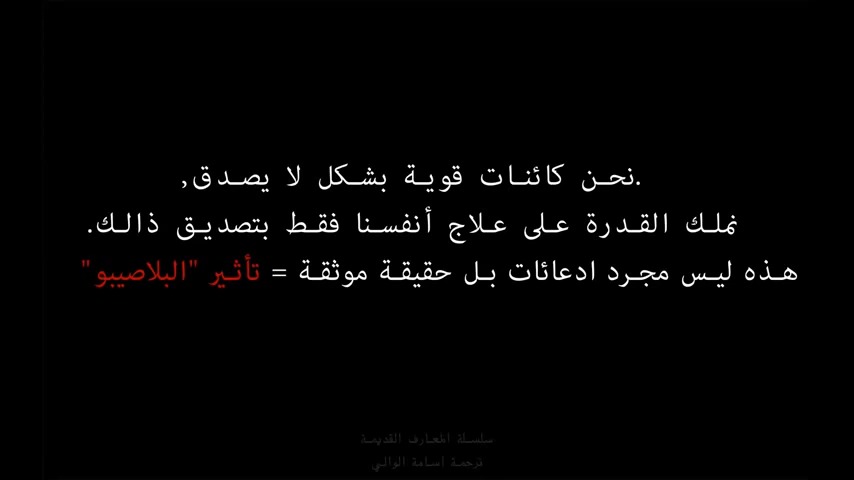 .نحن كائنات قوية بشكل لا يصدق,
نملك القدرة على علاج أنفسنا فقط بتصديق ذالك.
هذه ليس مجرد ادعائات بل حقيقة موثقة = تأثير "البلاصيبو"
سلسلة المعارف القديمة
ترجمة اسامة الوالي